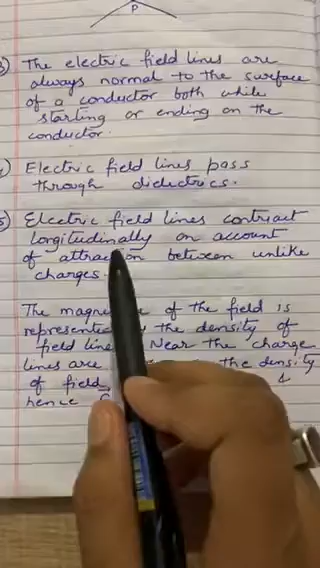 P
3) The electric field lines are
always normal to the surface
of a conductor both while
starting or ending on the
conductor.
4) Electric field lines pass
through dielectrics.
5) Electric field lines contract
longitudinally on account
of attraction between unlike
charges.
The of the field is
the density of
field Near the charge
lines are the density
of field
hence